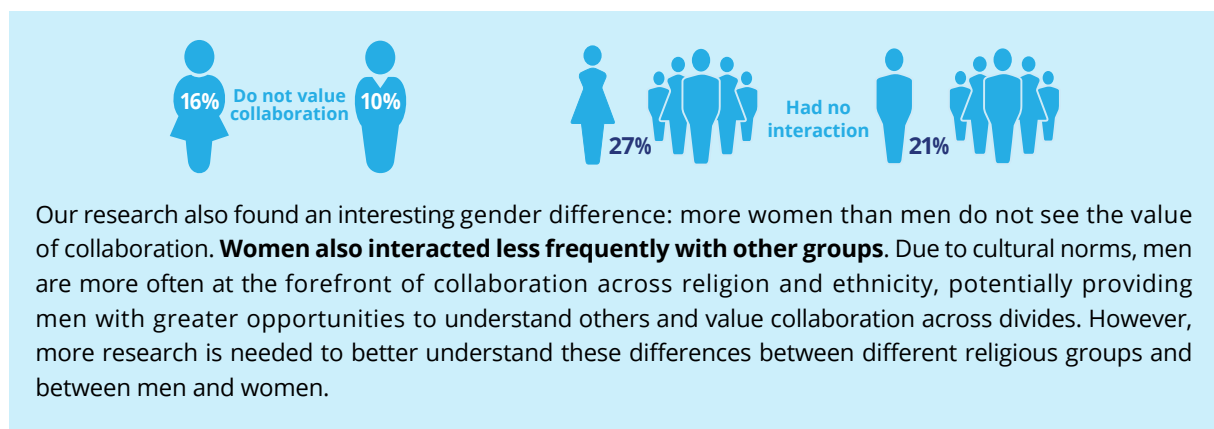 16%
Do not value
collaboration
10%
27%
Had no
interaction
21%
Our research also found an interesting gender difference: more women than men do not see the value
of collaboration. Women also interacted less frequently with other groups. Due to cultural norms, men
are more often at the forefront of collaboration across religion and ethnicity, potentially providing
men with greater opportunities to understand others and value collaboration across divides. However,
more research is needed to better understand these differences between different religious groups and
between men and women.